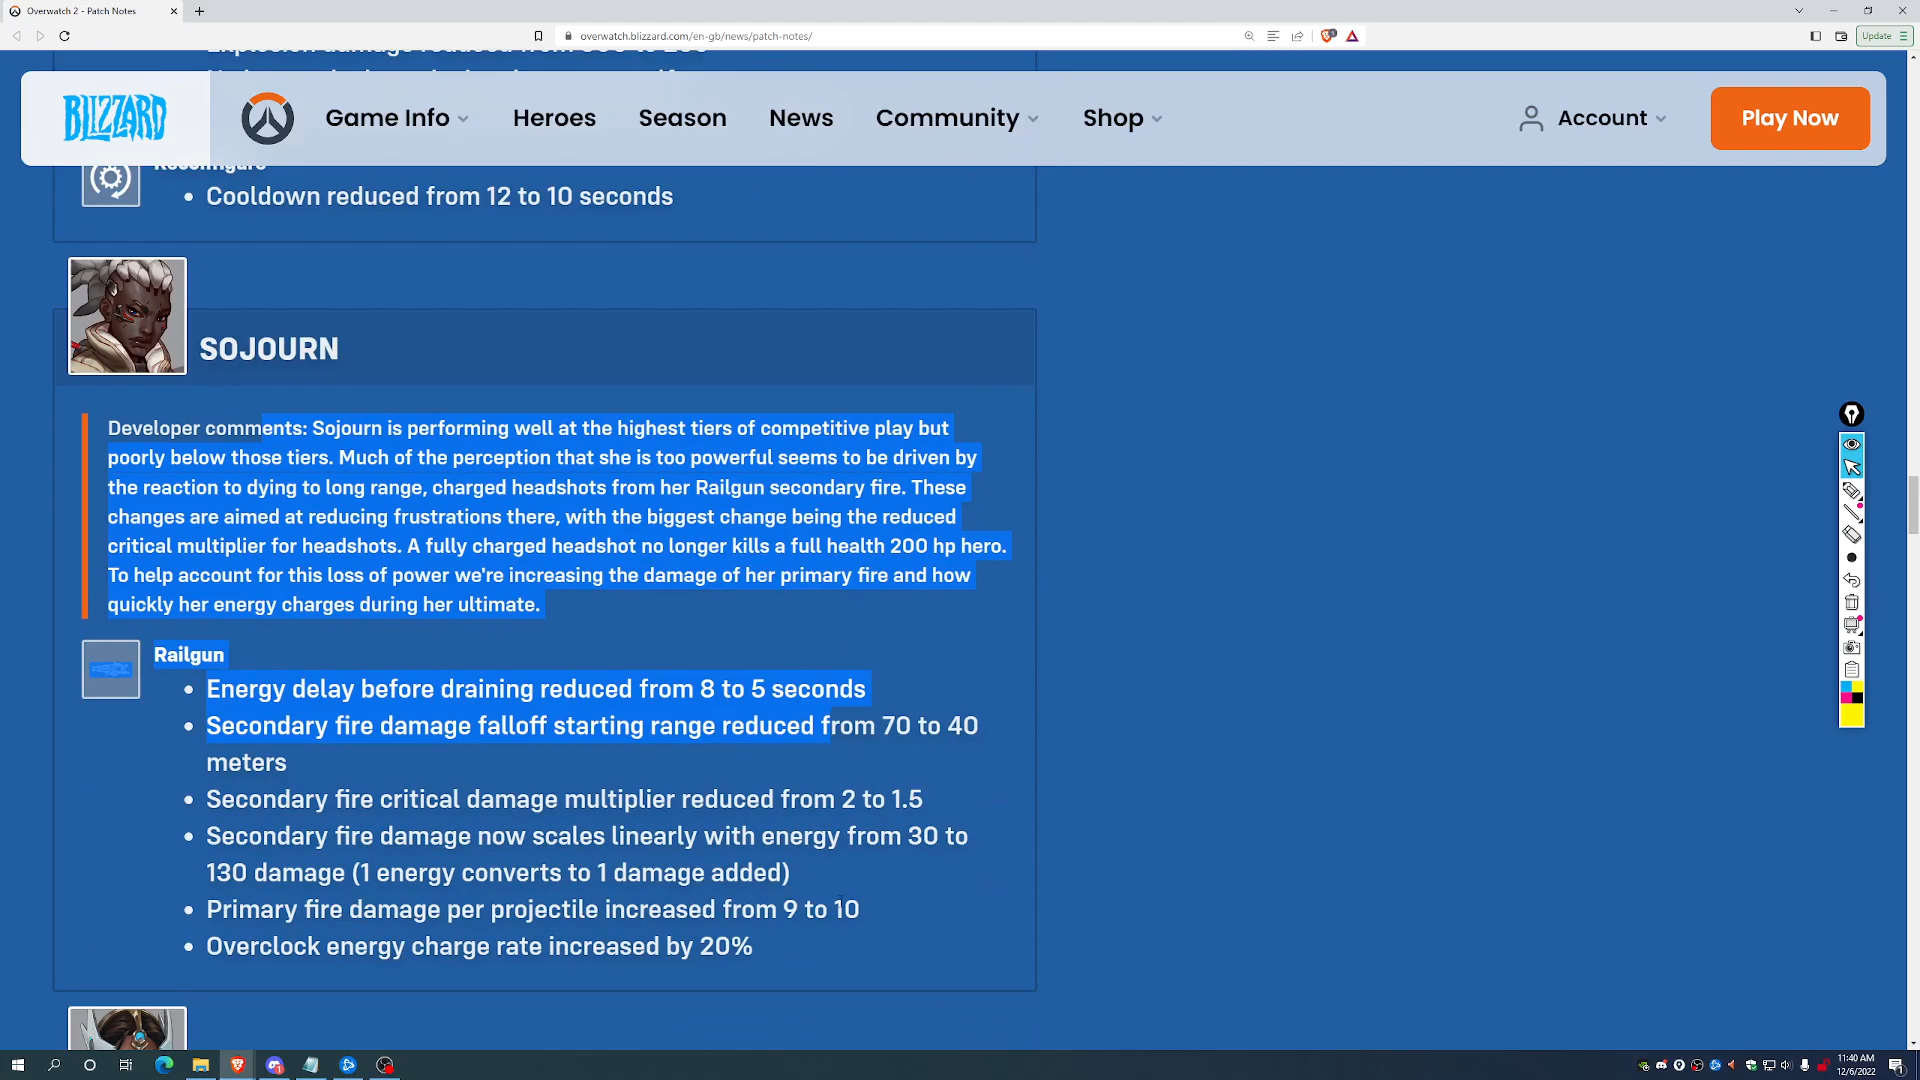 Overwatch 2 - Patch Notes
overwatch.blizzard.com/en-gb/news/patch-notes/
Update
BLIZZARD
Game Info
Heroes
Season
News
Community
Shop
Account
Play Now
Cooldown reduced from 12 to 10 seconds
SOJOURN
Developer comments: Sojourn is performing well at the highest tiers of competitive play but
poorly below those tiers. Much of the perception that she is too powerful seems to be driven by
the reaction to dying to long range, charged headshots from her Railgun secondary fire. These
changes are aimed at reducing frustrations there, with the biggest change being the reduced
critical multiplier for headshots. A fully charged headshot no longer kills a full health 200 hp hero.
To help account for this loss of power we're increasing the damage of her primary fire and how
quickly her energy charges during her ultimate.
Railgun
• Energy delay before draining reduced from 8 to 5 seconds
• Secondary fire damage falloff starting range reduced from 70 to 40
meters
• Secondary fire critical damage multiplier reduced from 2 to 1.5
• Secondary fire damage now scales linearly with energy from 30 to
130 damage (1 energy converts to 1 damage added)
• Primary fire damage per projectile increased from 9 to 10
• Overclock energy charge rate increased by 20%
11:40 AM
12/6/2022